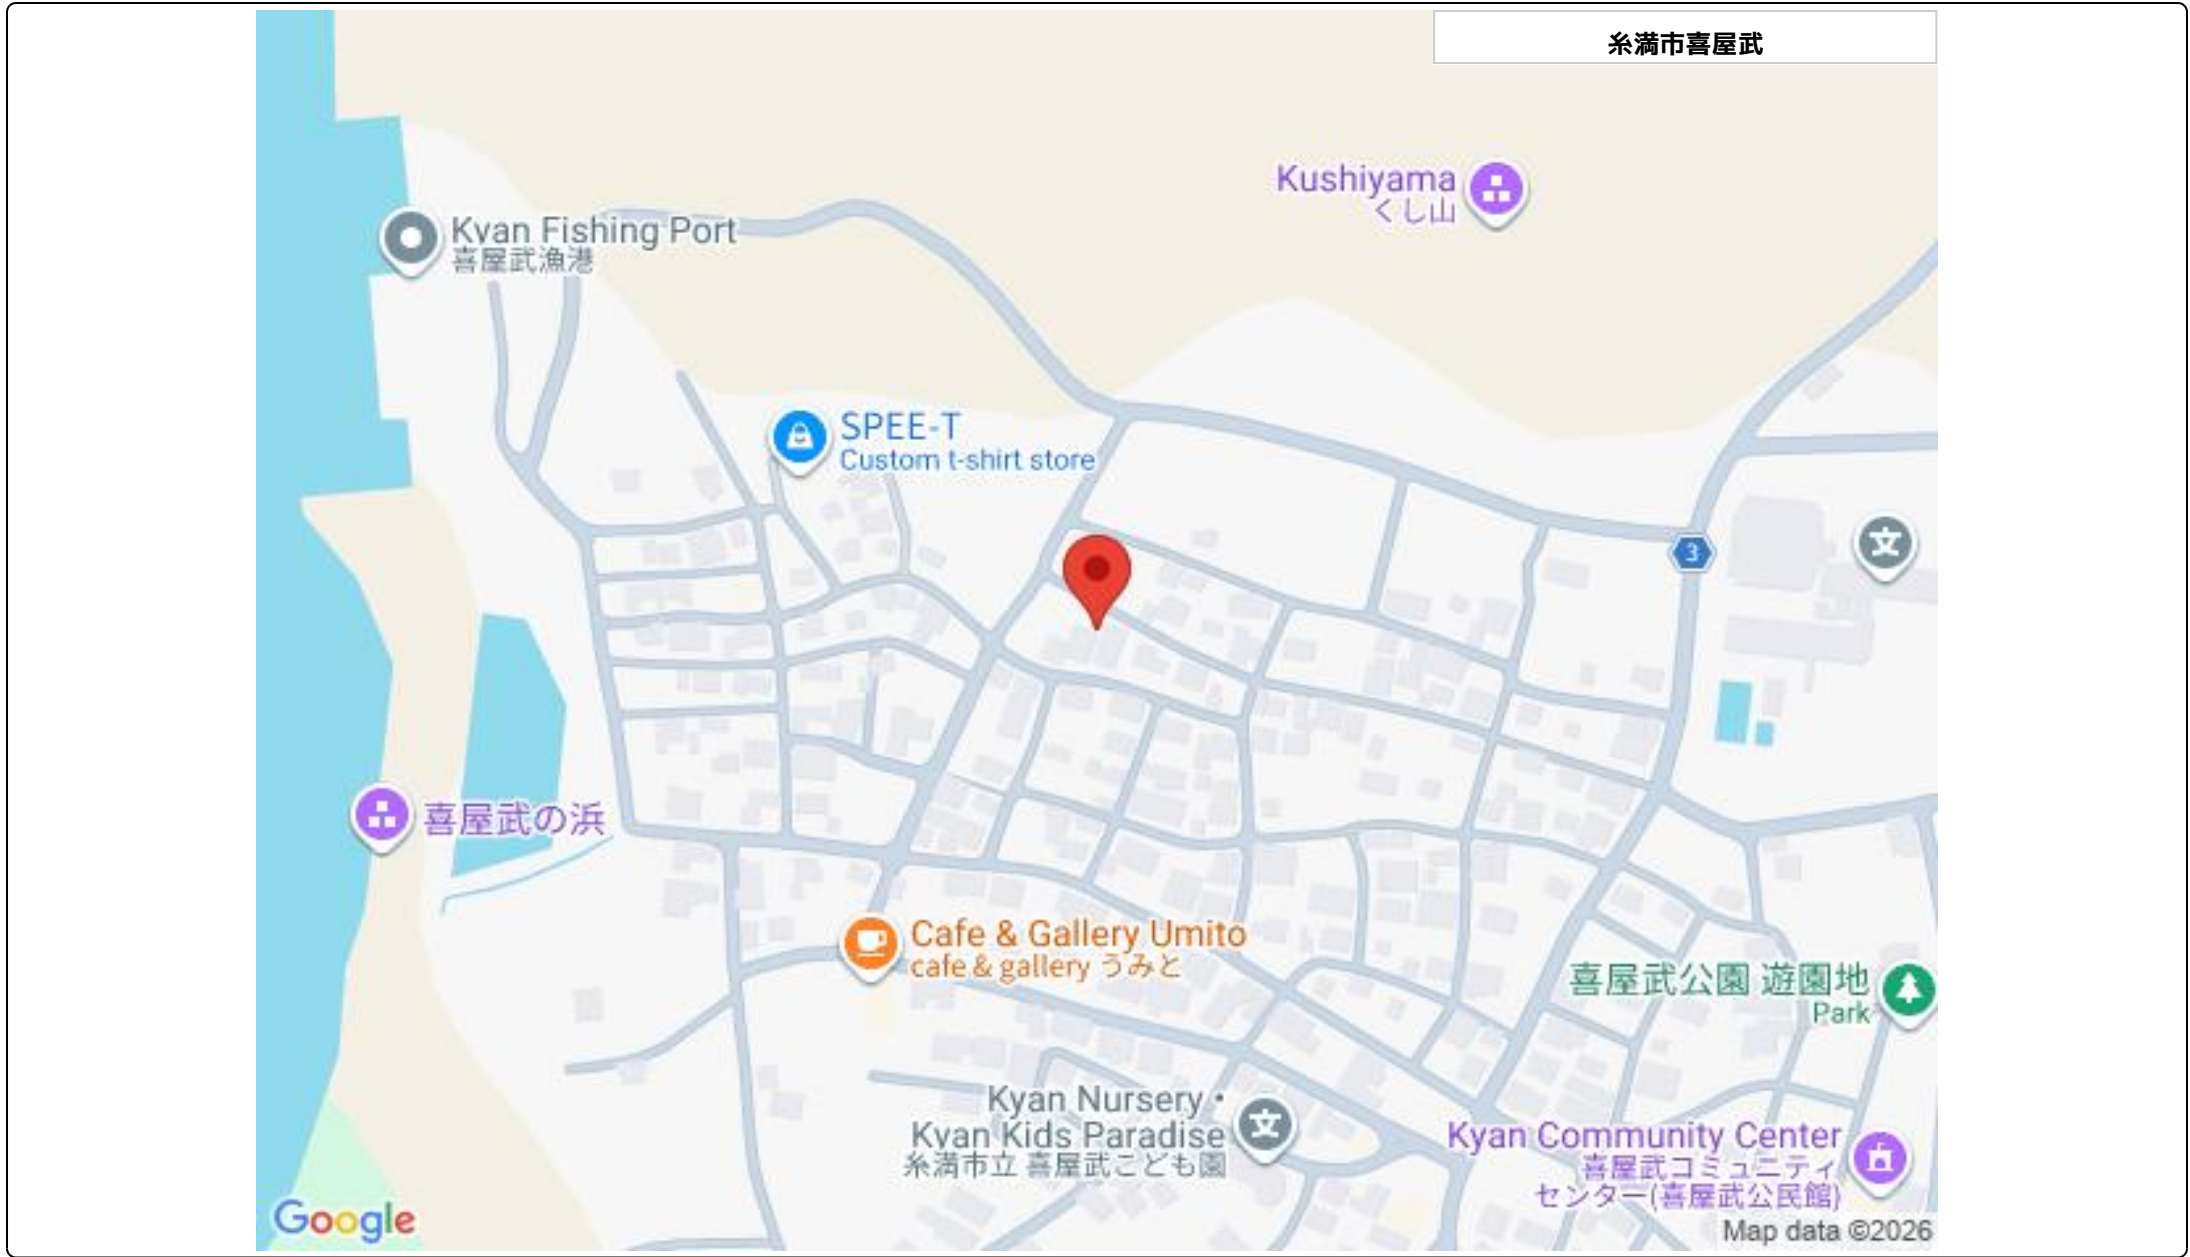 糸満市喜屋武
Kushiyama
くし山
Kyan Fishing Port
喜屋武漁港
SPEE-T
Custom t-shirt store
3
文
喜屋武の浜
Cafe & Gallery Umito
cafe & gallery うみと
喜屋武公園 遊園地
Park
Kyan Nursery •
Kyan Kids Paradise
糸満市立 喜屋武こども園
文
Kyan Community Center
喜屋武コミュニティ
センター(喜屋武公民館)
Google
Map data ©2026